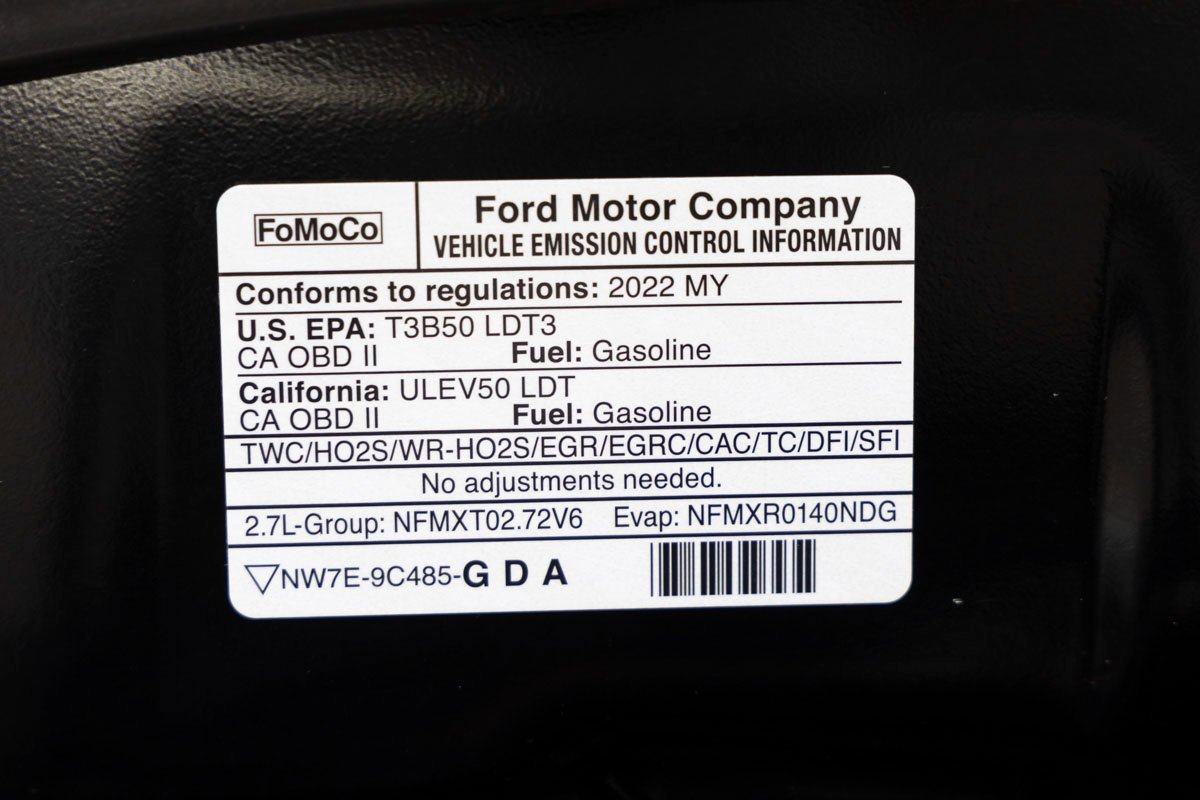 FoMoCo
Ford Motor Company
VEHICLE EMISSION CONTROL INFORMATION
Conforms to regulations: 2022 MY
U.S. EPA: T3B50 LDT3
CA OBD II Fuel: Gasoline
California: ULEV50 LDT
CA OBD II Fuel: Gasoline
TWC/HO2S/WR-HO2S/EGR/EGRC/CAC/TC/DFI/SFI
No adjustments needed.
2.7L-Group: NFMXT02.72V6 Evap: NFMXR0140NDG
▽NW7E-9C485-G D A